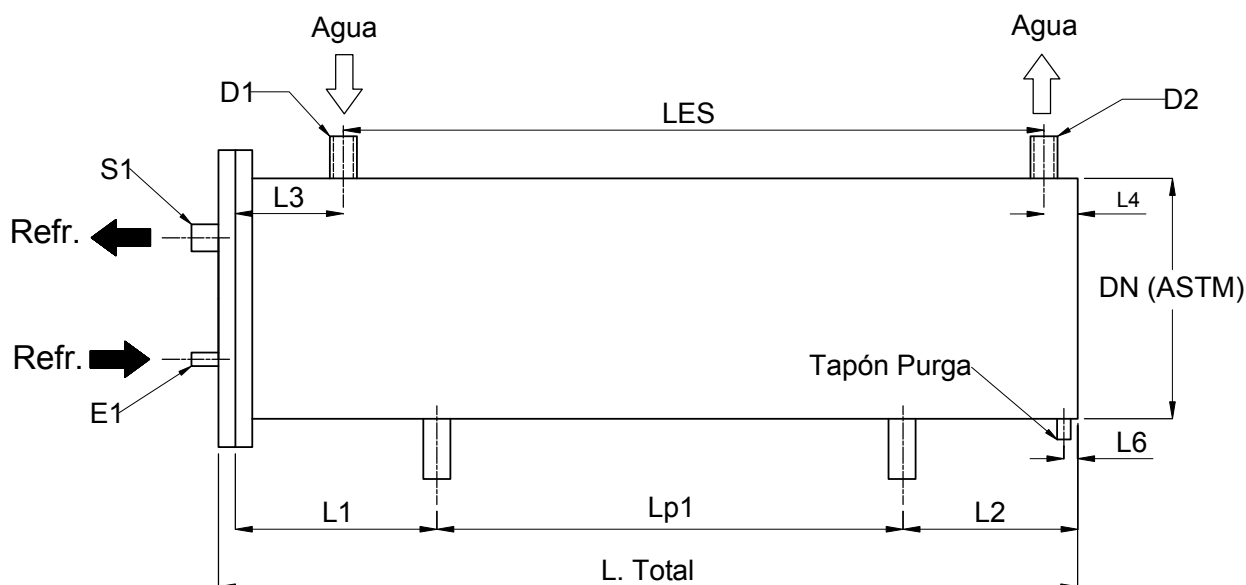 Agua
Agua
D1
LES
D2
S1
L3
L4
Refr.
DN (ASTM)
Refr.
Tapón Purga
E1
L6
L1
Lp1
L2
L. Total